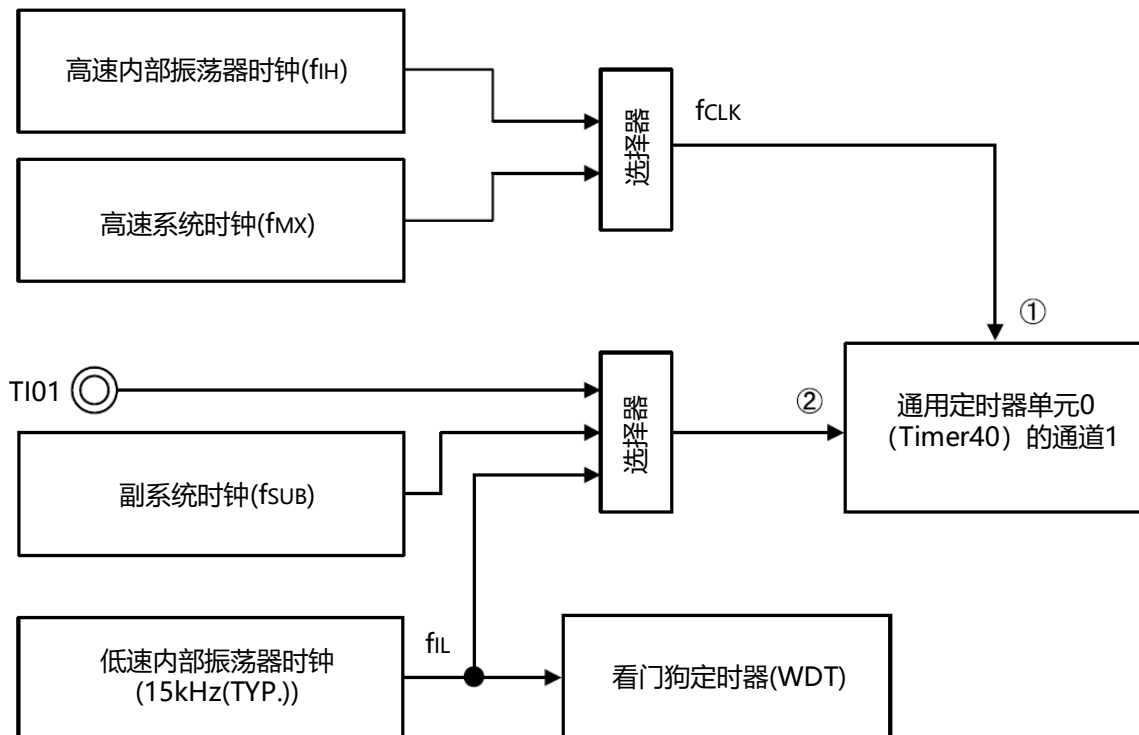 高速内部振荡器时钟(fIH)
选择器
fCLK
高速系统时钟(fMX)
①
TI01
选择器
②
通用定时器单元0
（Timer40）的通道1
副系统时钟(fSUB)
低速内部振荡器时钟
(15kHz(TYP.))
fIL
看门狗定时器(WDT)